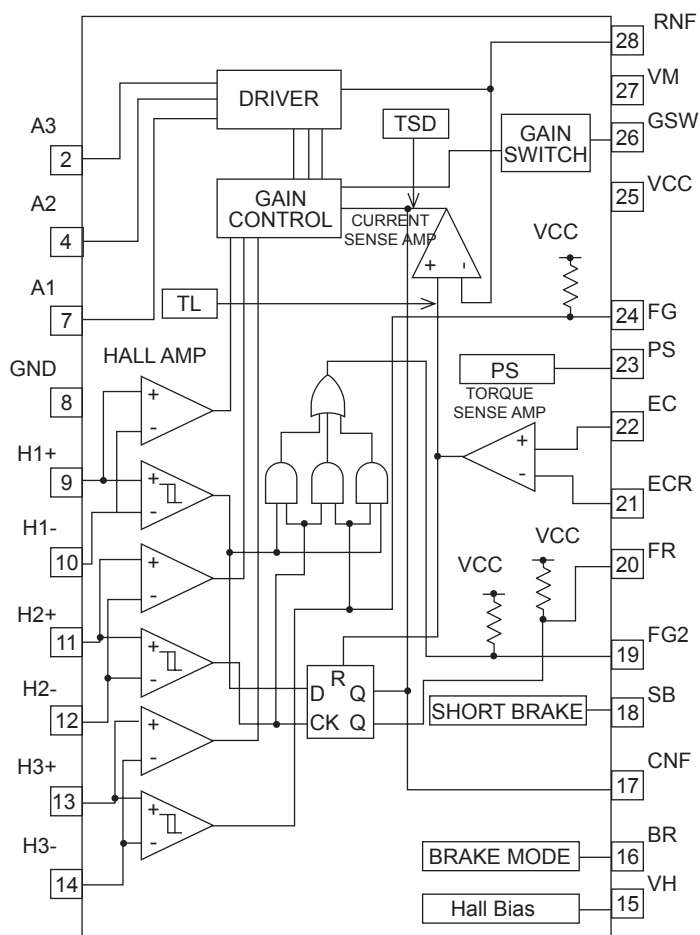 RNF
28
VM
27
GSW
26
25
VCC
A3
2
A2
4
A1
7
GND
8
H1+
9
H1-
10
H2+
11
H2-
12
H3+
13
H3-
14
DRIVER
TSD
GAIN
SWITCH
GAIN
CONTROL
CURRENT
SENSE AMP
+ -
TL
HALL AMP
VCC
24
FG
PS
23
PS
TORQUE
SENSE AMP
EC
22
+
-
ECR
21
VCC
FR
20
VCC
FG2
19
+
-
+
-
+
-
+
-
+
-
+
-
R
D Q
CK Q
SHORT BRAKE
SB
18
CNF
17
BRAKE MODE
BR
16
VH
Hall Bias
15